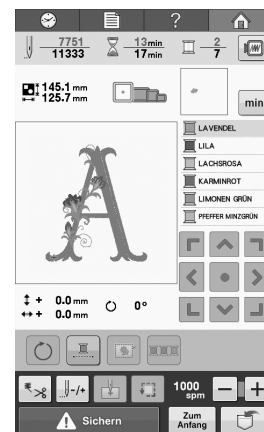 ?
7751
11333
13min
17min
2
7
145.1 mm
125.7 mm
min
A
LAVENDEL
LILA
LACHSROSA
KARMINROT
LIMONEN GRÜN
PFEFFER MINZGRÜN
+ 0.0 mm
+ 0.0 mm
0°
-/+
1000
spm
- +
Sichern
Zum
Anfang